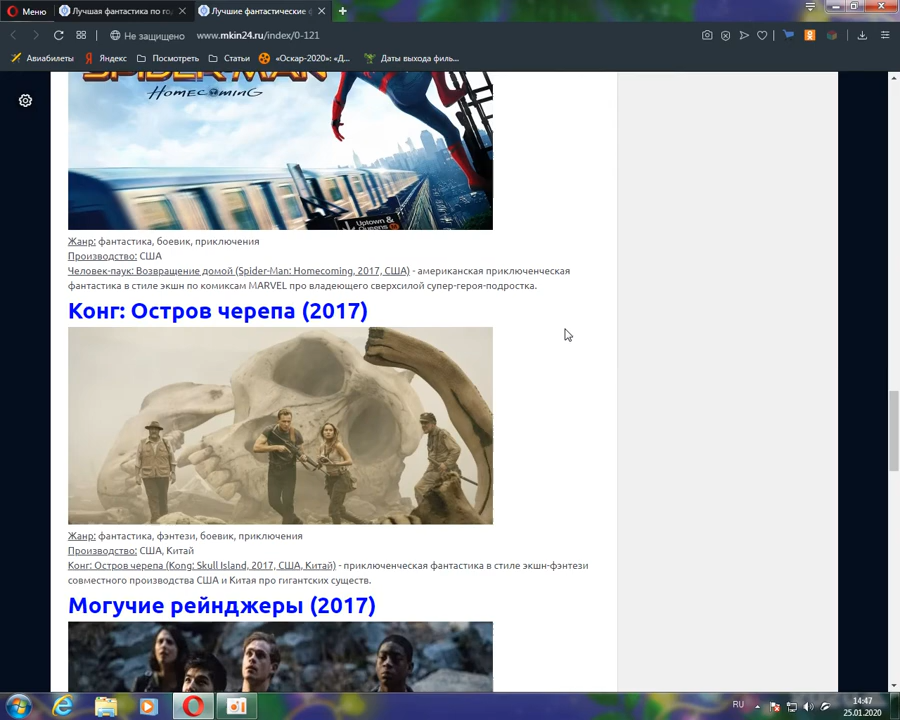 Меню
Лучшая фантастика по го
Лучшие фантастические ф
Не защищено
www.mkin24.ru/index/0-121
Авиабилеты
Яндекс
Посмотреть
Статьи
«Оскар-2020»: «Д...
Даты выхода филь...
SPIDER-MAN
HOMECOMING
Uptown &
Queens
Жанр: фантастика, боевик, приключения
Производство: США
Человек-паук: Возвращение домой (Spider-Man: Homecoming, 2017, США) - американская приключенческая
фантастика в стиле экшн по комиксам MARVEL про владеющего сверхсилой супер-героя-подростка.
Конг: Остров черепа (2017)
Жанр: фантастика, фэнтези, боевик, приключения
Производство: США, Китай
Конг: Остров черепа (Kong: Skull Island, 2017, США, Китай) - приключенческая фантастика в стиле экшн-фэнтези
совместного производства США и Китая про гигантских существ.
Могучие рейнджеры (2017)
RU
14:47
25.01.2020